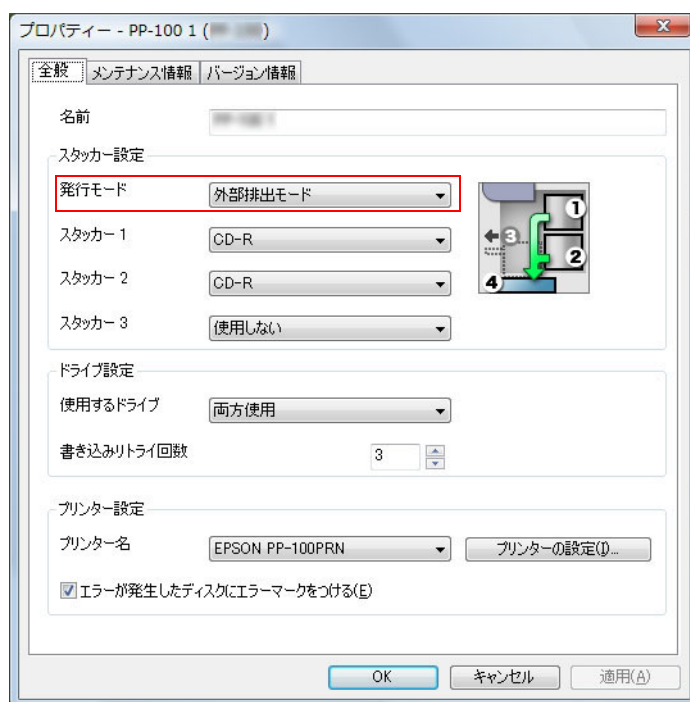 プロパティー - PP-100 1 ( )
全般 メンテナンス情報 バージョン情報
名前
スタッカー設定
発行モード 外部排出モード
スタッカー 1 CD-R
スタッカー 2 CD-R
スタッカー 3 使用しない
1
3
2
4
ドライブ設定
使用するドライブ 両方使用
書き込みリトライ回数 3
プリンター設定
プリンター名 EPSON PP-100PRN プリンターの設定(I)...
エラーが発生したディスクにエラーマークをつける(E)
OK キャンセル 適用(A)